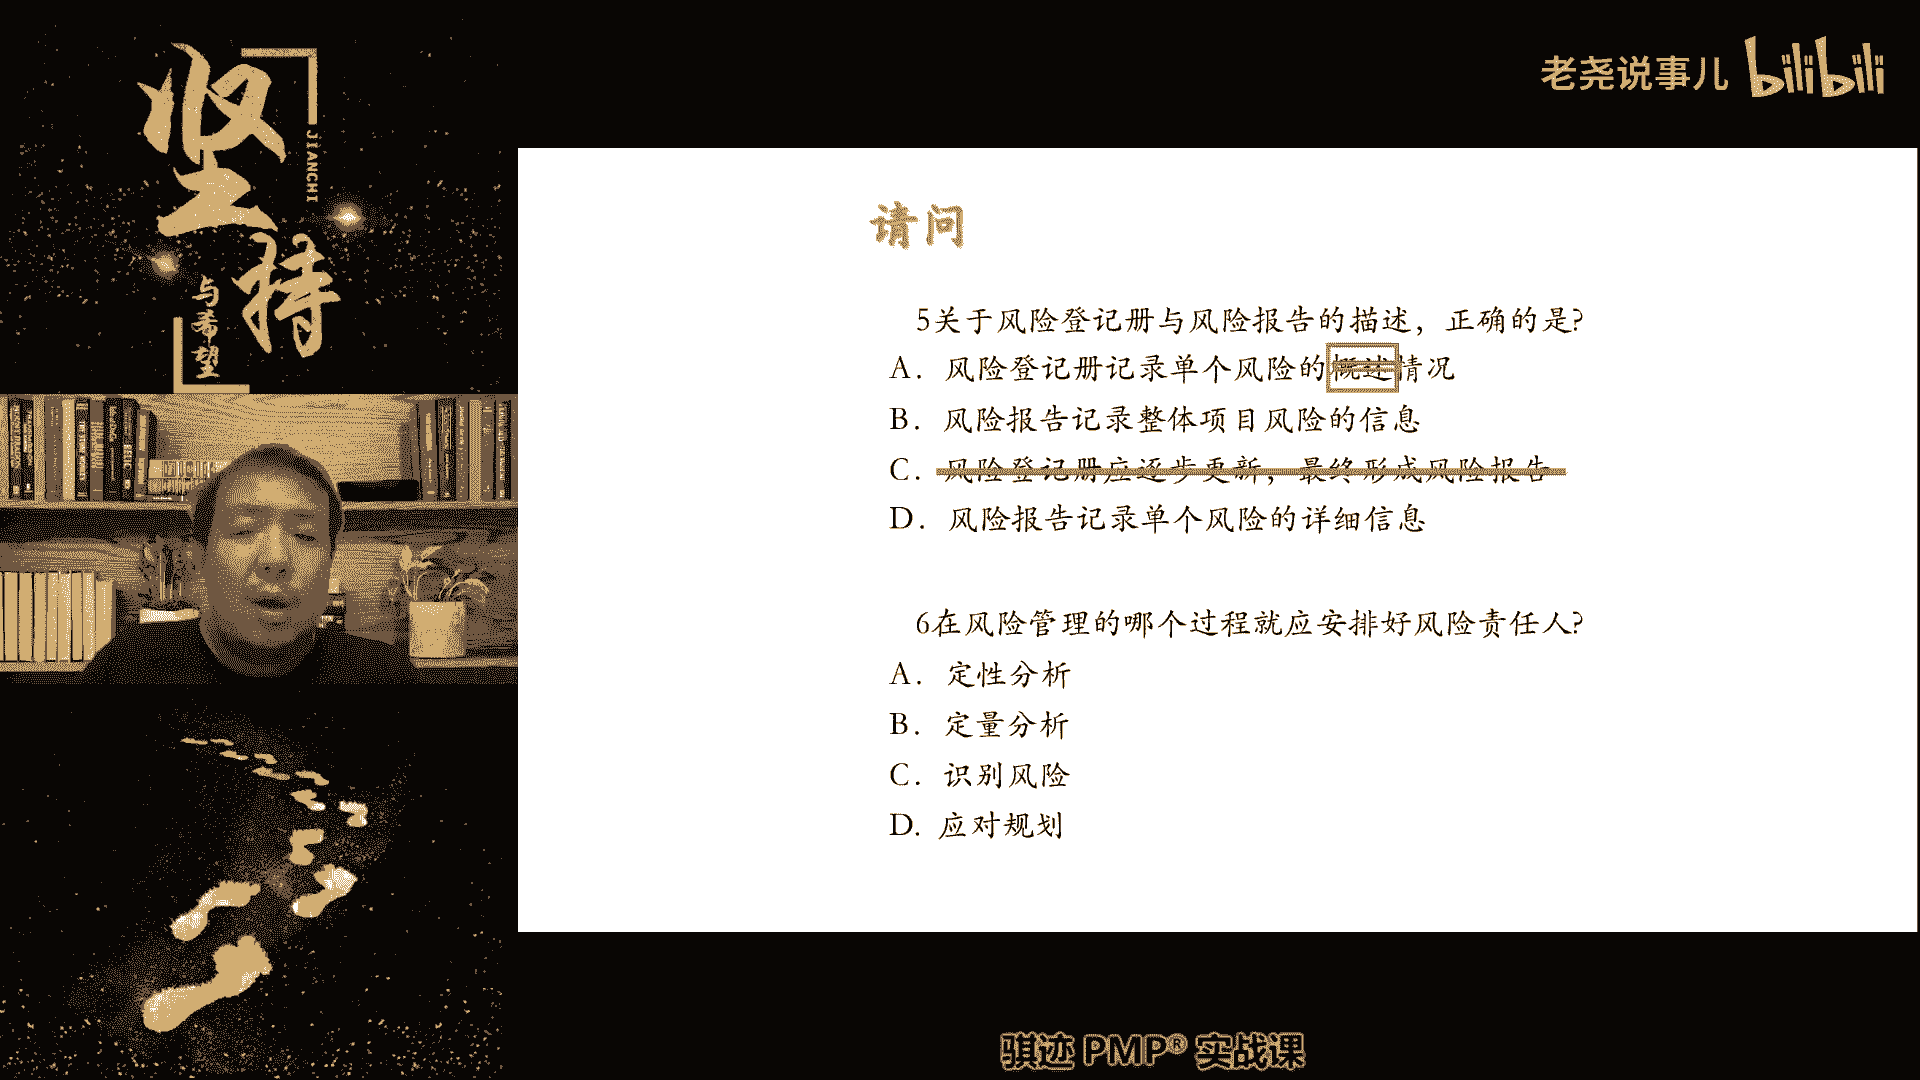 坚持
JIANCHI
与希望
老尧说事儿 bilibili
请问
5关于风险登记册与风险报告的描述，正确的是?
A. 风险登记册记录单个风险的概述情况
B. 风险报告记录整体项目风险的信息
C. 风险登记册应逐步更新，最终形成风险报告
D. 风险报告记录单个风险的详细信息
6在风险管理的哪个过程就应安排好风险责任人?
A. 定性分析
B. 定量分析
C. 识别风险
D. 应对规划
骐迹 PMP® 实战课